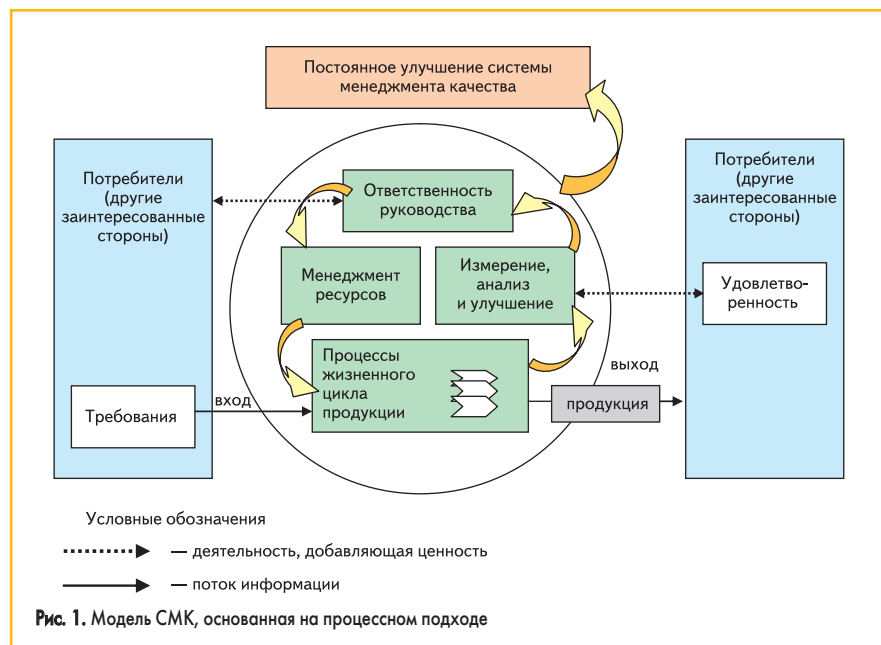 Постоянное улучшение системы
менеджмента качества
Потребители
(другие
заинтересованные
стороны)
Требования
вход
Ответственность
руководства
Менеджмент
ресурсов
Измерение,
анализ
и улучшение
Процессы
жизненного
цикла
продукции
выход
продукция
Потребители
(другие
заинтересованные
стороны)
Удовлетво-
ренность
Условные обозначения
— деятельность, добавляющая ценность
— поток информации
Рис. 1. Модель СМК, основанная на процессном подходе